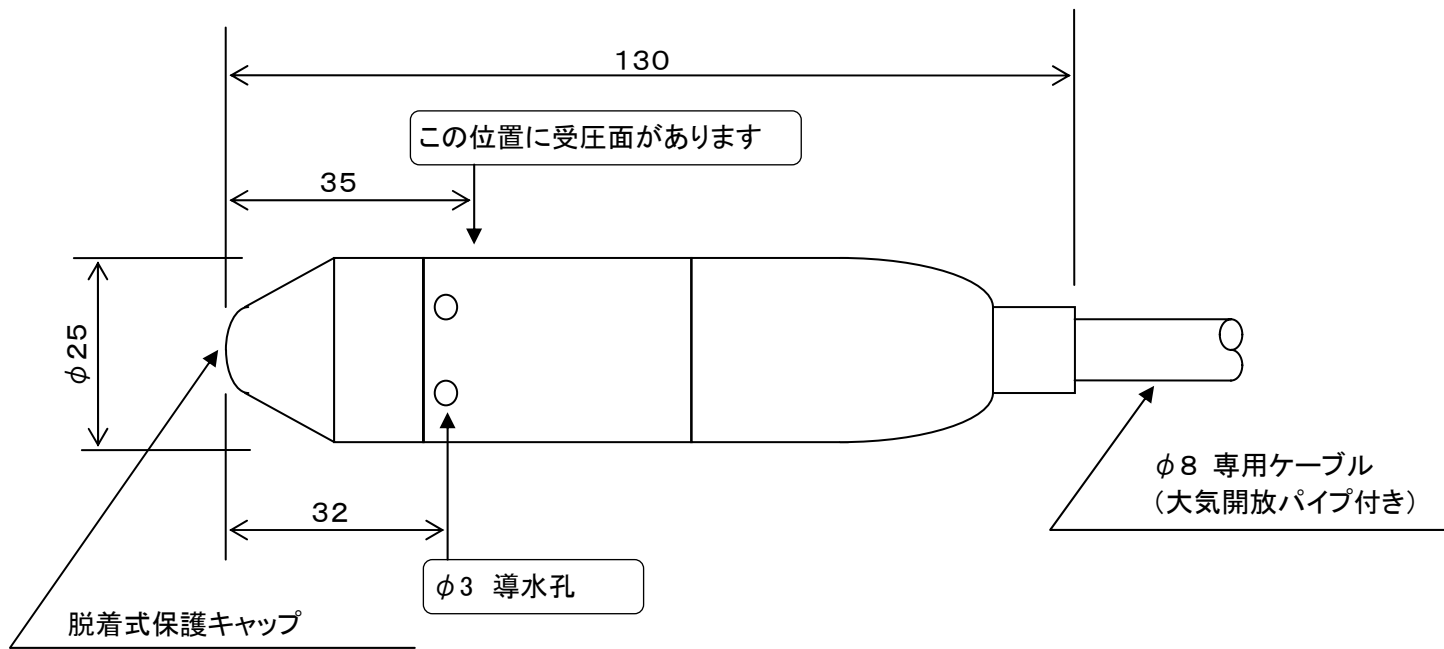 130
この位置に受圧面があります
35
φ25
φ8 専用ケーブル
（大気開放パイプ付き）
32
φ3 導水孔
脱着式保護キャップ